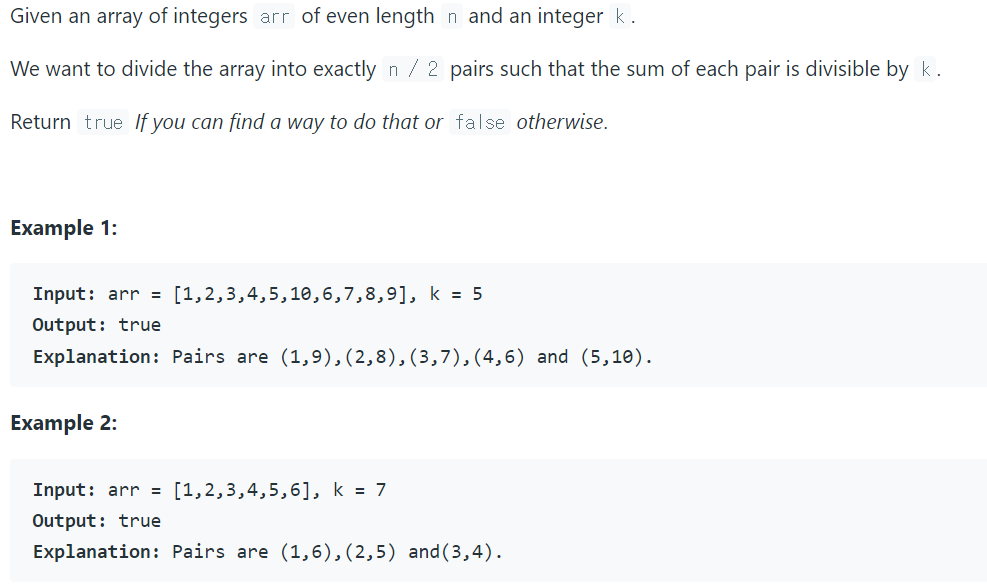 Given an array of integers arr of even length n and an integer k.
We want to divide the array into exactly n / 2 pairs such that the sum of each pair is divisible by k.
Return true If you can find a way to do that or false otherwise.
Example 1:
Input: arr = [1,2,3,4,5,10,6,7,8,9], k = 5
Output: true
Explanation: Pairs are (1,9),(2,8),(3,7),(4,6) and (5,10).
Example 2:
Input: arr = [1,2,3,4,5,6], k = 7
Output: true
Explanation: Pairs are (1,6),(2,5) and(3,4).